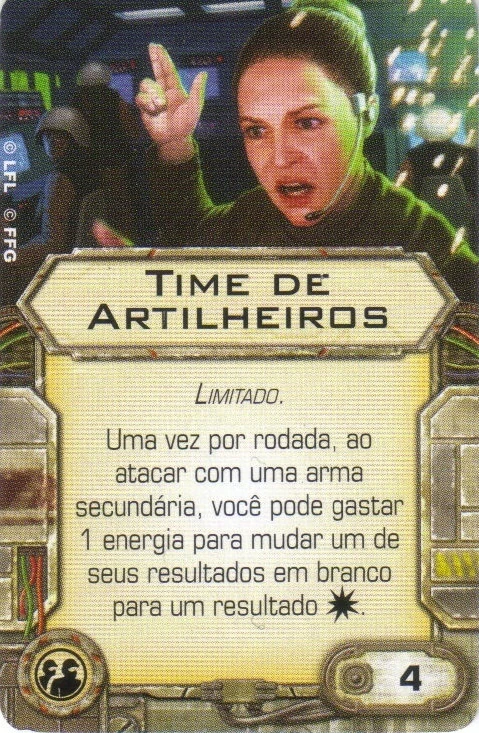 © LFL © FFG
TIME DE
ARTILHEIROS
LIMITADO.
Uma vez por rodada, ao
atacar com uma arma
secundária, você pode gastar
1 energia para mudar um de
seus resultados em branco
para um resultado .
4